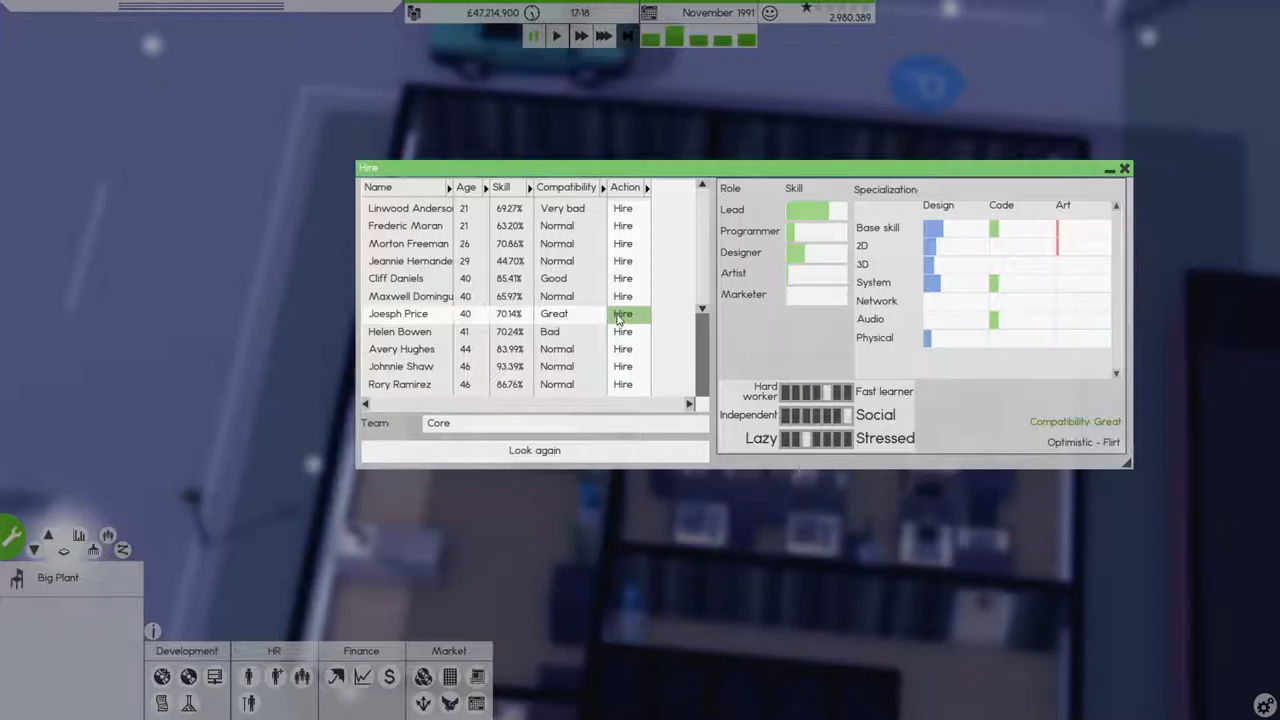 £47,214,900 17:18 November 1991 2,980,389
Hire
Name Age Skill Compatibility Action
Linwood Anderso 21 69.27% Very bad Hire
Frederic Moran 21 63.20% Normal Hire
Morton Freeman 26 70.86% Normal Hire
Jeannie Hernande 29 44.70% Normal Hire
Cliff Daniels 40 85.41% Good Hire
Maxwell Domingu 40 65.97% Normal Hire
Joesph Price 40 70.14% Great Hire
Helen Bowen 41 70.24% Bad Hire
Avery Hughes 44 83.99% Normal Hire
Johnnie Shaw 46 93.39% Normal Hire
Rory Ramirez 46 86.76% Normal Hire
Team Core
Look again
Role Skill
Lead
Programmer
Designer
Artist
Marketer
Specialization
Design Code Art
Base skill
2D
3D
System
Network
Audio
Physical
Hard worker Fast learner
Independent Social
Lazy Stressed
Compatibility Great
Optimistic - Flirt
Big Plant
Development HR Finance Market